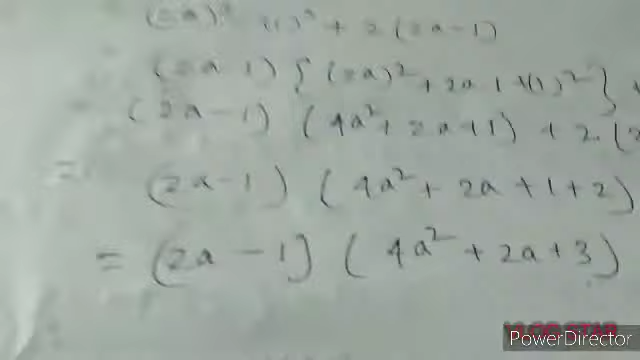 (2a)³ - (1)³ + 2 (2a-1)
(2a-1) { (2a)² + 2a·1 + (1)² } +
(2a-1) (4a² + 2a + 1) + 2. (2
= (2a-1) (4a² + 2a + 1 + 2)
= (2a-1) (4a² + 2a + 3)
PowerDirector